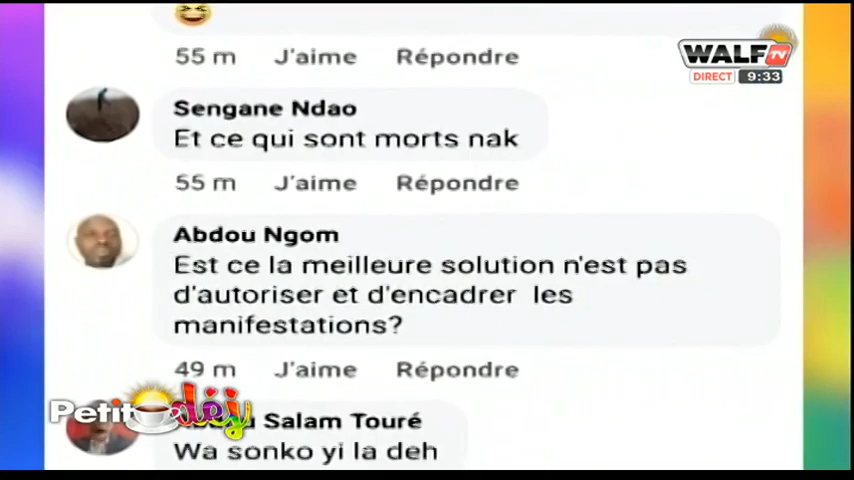 55 m J'aime Répondre
WALF TV
DIRECT 9:33
Sengane Ndao
Et ce qui sont morts nak
55 m J'aime Répondre
Abdou Ngom
Est ce la meilleure solution n'est pas
d'autoriser et d'encadrer les
manifestations?
49 m J'aime Répondre
Petit déj
Salam Touré
Wa sonko yi la deh